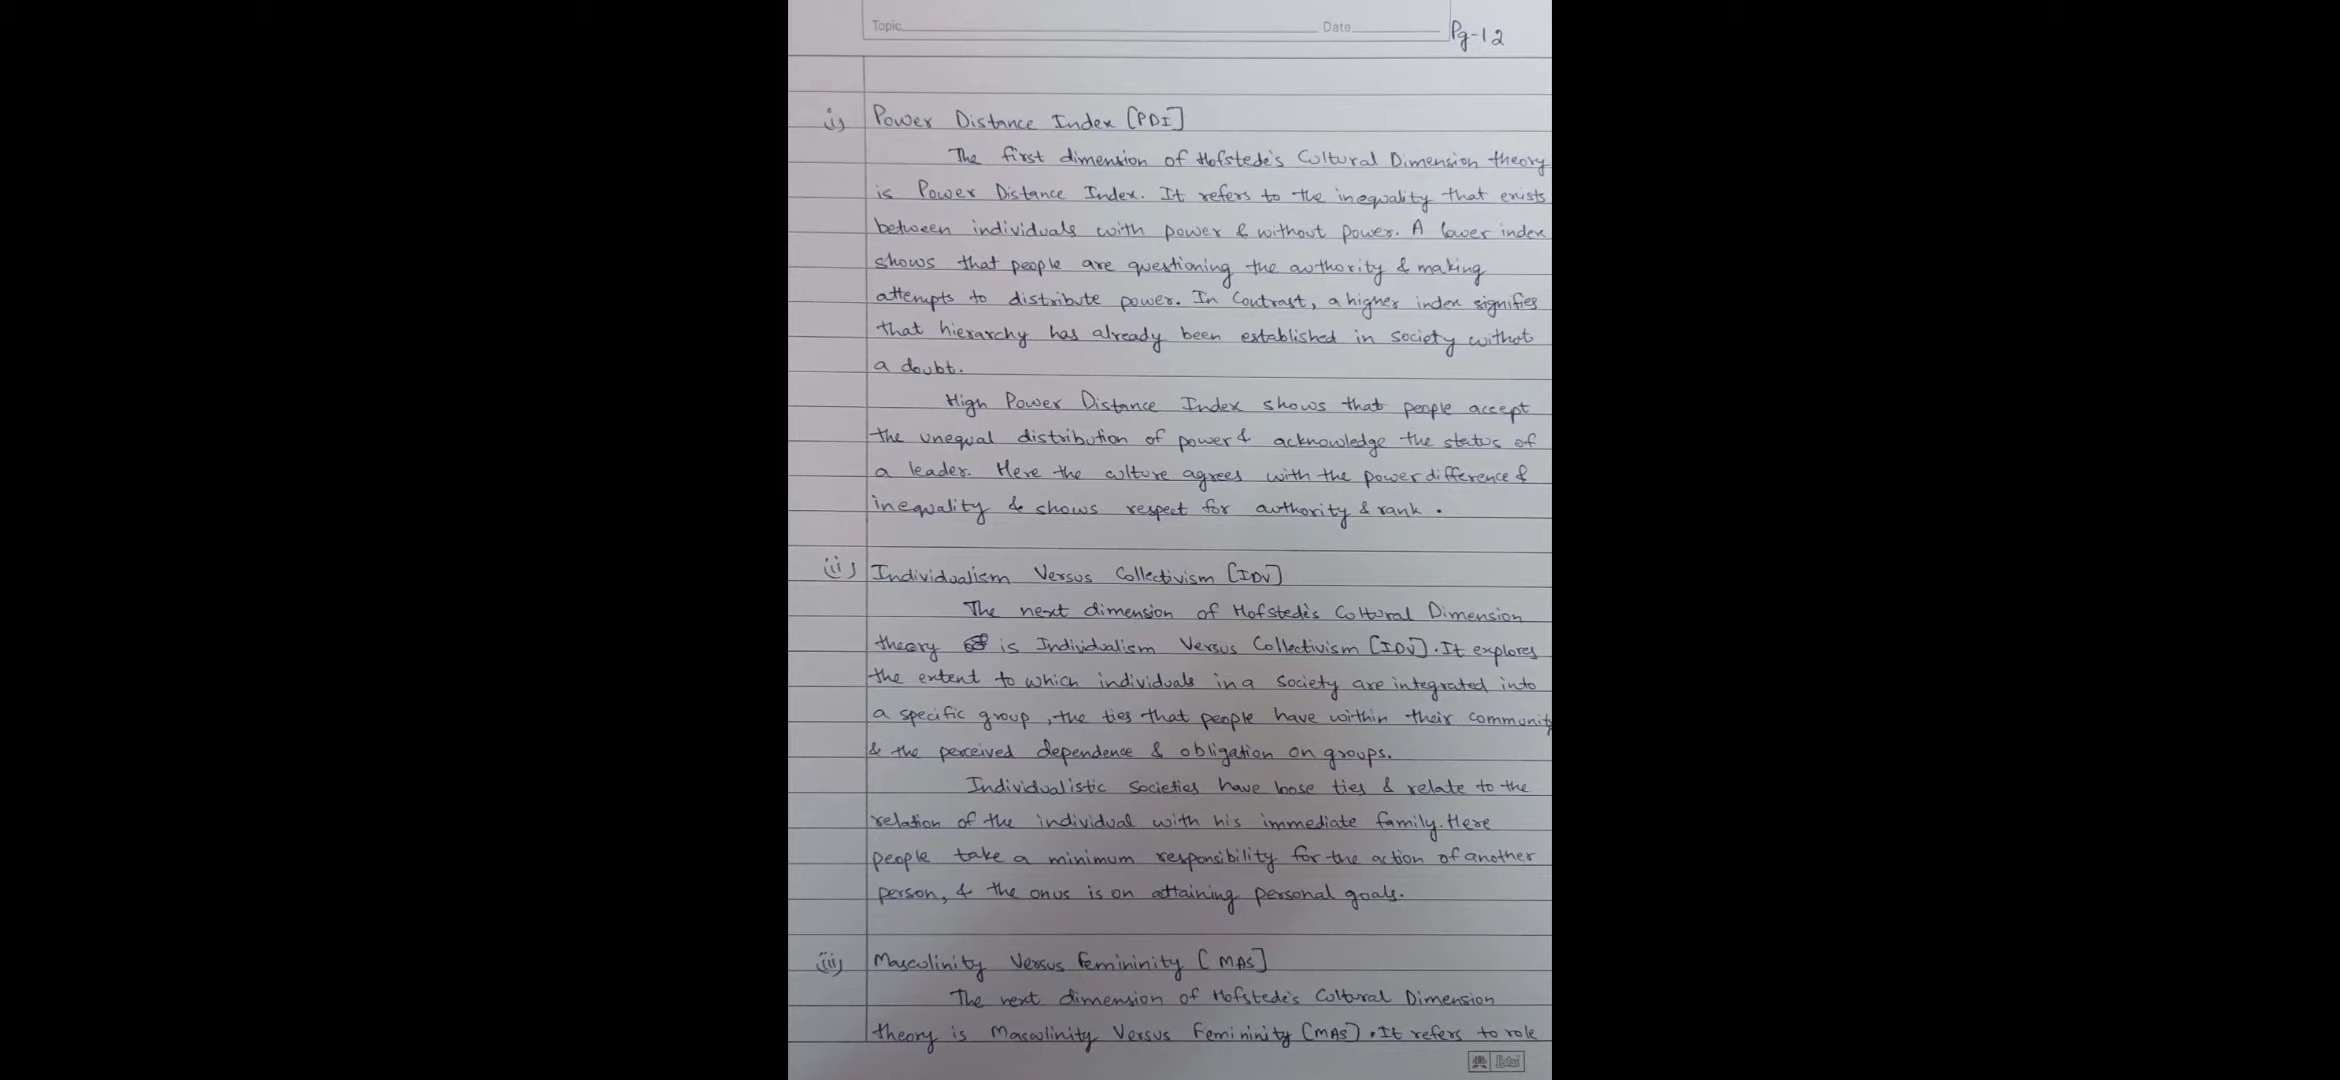 Topic Date Pg-12
i) Power Distance Index [PDI]
The first dimension of Hofstede's Cultural Dimension theory
is Power Distance Index. It refers to the inequality that exists
between individuals with power & without power. A lower index
shows that people are questioning the authority & making
attempts to distribute power. In Contrast, a higher index signifies
that hierarchy has already been established in society without
a doubt.
High Power Distance Index shows that people accept
the unequal distribution of power & acknowledge the status of
a leader. Here the culture agrees with the power difference &
inequality & shows respect for authority & rank.
ii) Individualism Versus Collectivism [IDV]
The next dimension of Hofstede's Cultural Dimension
theory is Individualism Versus Collectivism [IDV]. It explores
the extent to which individuals in a society are integrated into
a specific group, the ties that people have within their community
& the perceived dependence & obligation on groups.
Individualistic societies have loose ties & relate to the
relation of the individual with his immediate family. Here
people take a minimum responsibility for the action of another
person, & the onus is on attaining personal goals.
iii) Masculinity Versus Femininity [MAS]
The next dimension of Hofstede's Cultural Dimension
theory is Masculinity Versus Femininity [MAS]. It refers to role